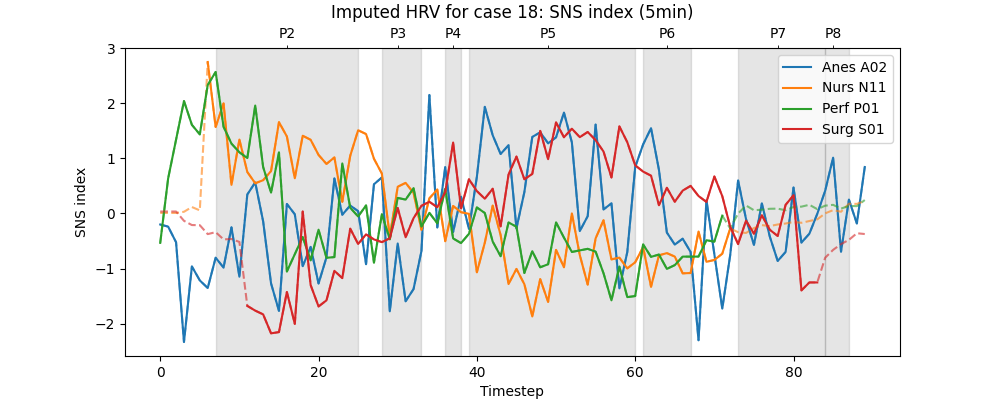 Imputed HRV for case 18: SNS index (5min)
P2 P3 P4 P5 P6 P7 P8
Anes A02
Nurs N11
Perf P01
Surg S01
SNS index
3
2
1
0
−1
−2
0 20 40 60 80
Timestep